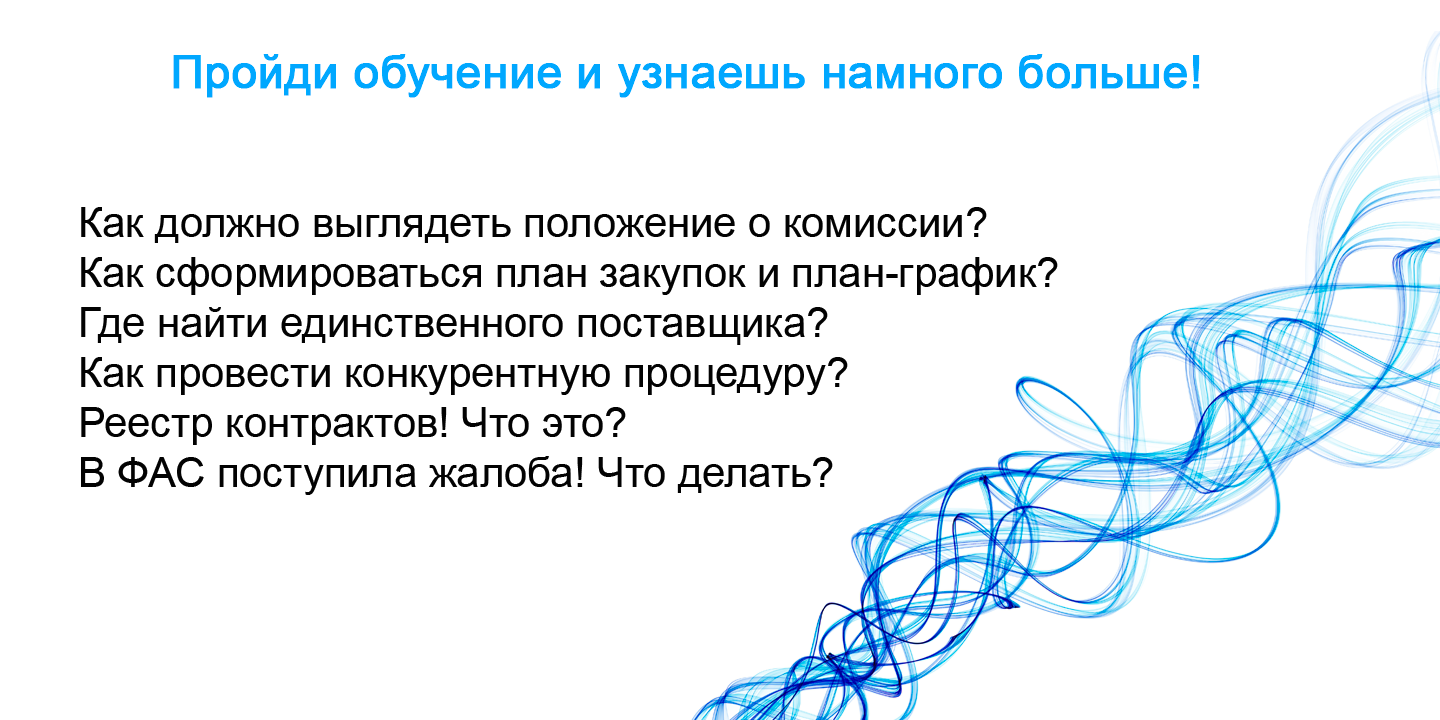 Пройди обучение и узнаешь намного больше!
Как должно выглядеть положение о комиссии?
Как сформироваться план закупок и план-график?
Где найти единственного поставщика?
Как провести конкурентную процедуру?
Реестр контрактов! Что это?
В ФАС поступила жалоба! Что делать?